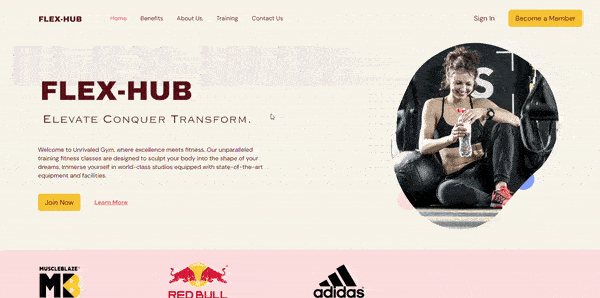 FLEX-HUB
Home Benefits About Us Training Contact Us
Sign In Become a Member
FLEX-HUB
Elevate Conquer Transform.
Welcome to Unrivaled Gym, where excellence meets fitness. Our unparalleled
training fitness classes are designed to sculpt your body into the shape of your
dreams. Immerse yourself in world-class studios equipped with state-of-the-art
equipment and facilities.
Join Now Learn More
MUSCLEBLAZE
MB
RED BULL
adidas